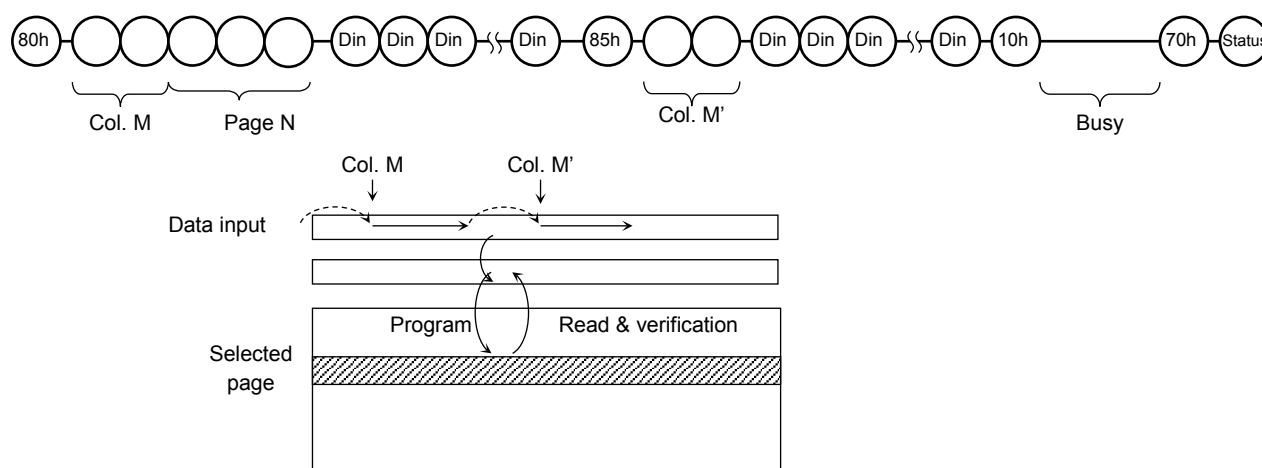 80h Din Din Din Din 85h Din Din Din Din 10h 70h Status
Col. M Page N Col. M’ Busy
Col. M Col. M’
Data input
Program Read & verification
Selected
page